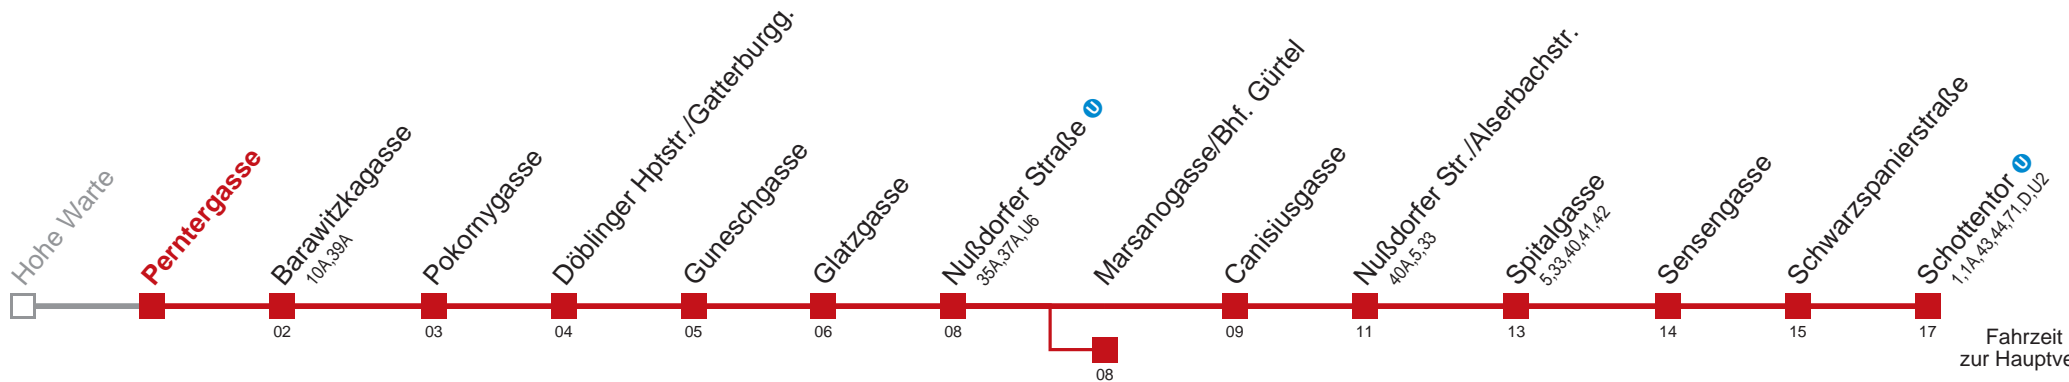 Hohe Warte
Perntergasse
Barawitzkagasse
10A,39A
Pokornygasse
Döblinger Hptstr./Gatterburgg.
Guneschgasse
Glatzgasse
Nußdorfer Straße U
35A,37A,U6
Marsanogasse/Bhf. Gürtel
Canisiusgasse
Nußdorfer Str./Alserbachstr.
40A,5,33
Spitalgasse
5,33,40,41,42
Sensengasse
Schwarzspanierstraße
Schottentor U
1,1A,43,44,71,D,U2
02
03
04
05
06
08
09
11
13
14
15
17
08
Fahrzeit
zur Hauptve